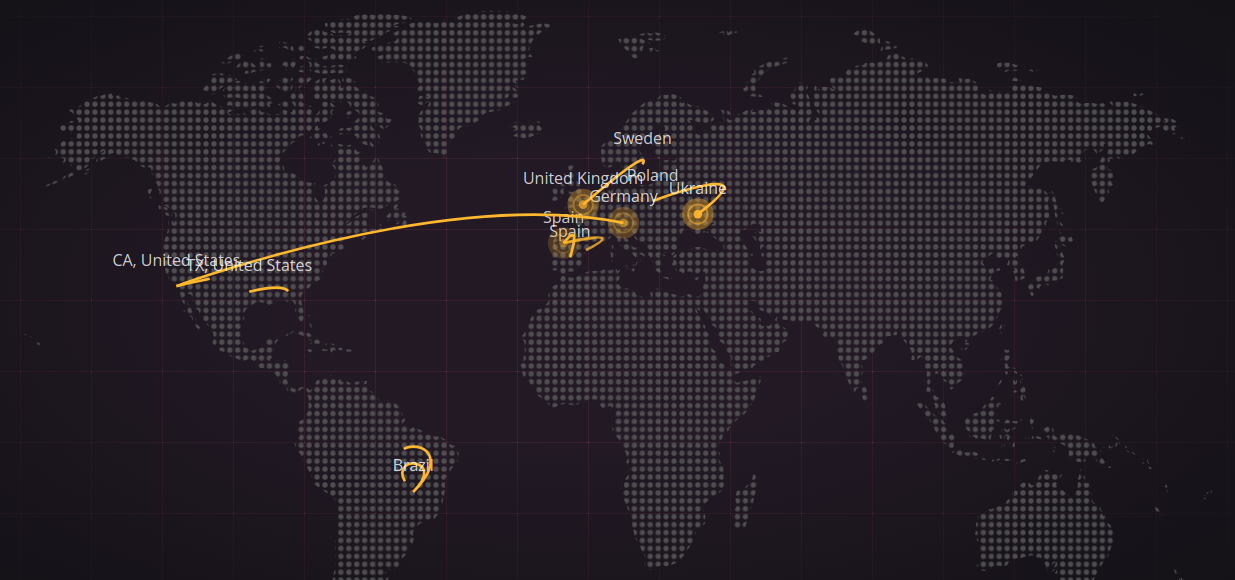 Sweden
Poland
United Kingdom
Ukraine
Germany
Spain
Spain
CA, United States
TX, United States
Brazil